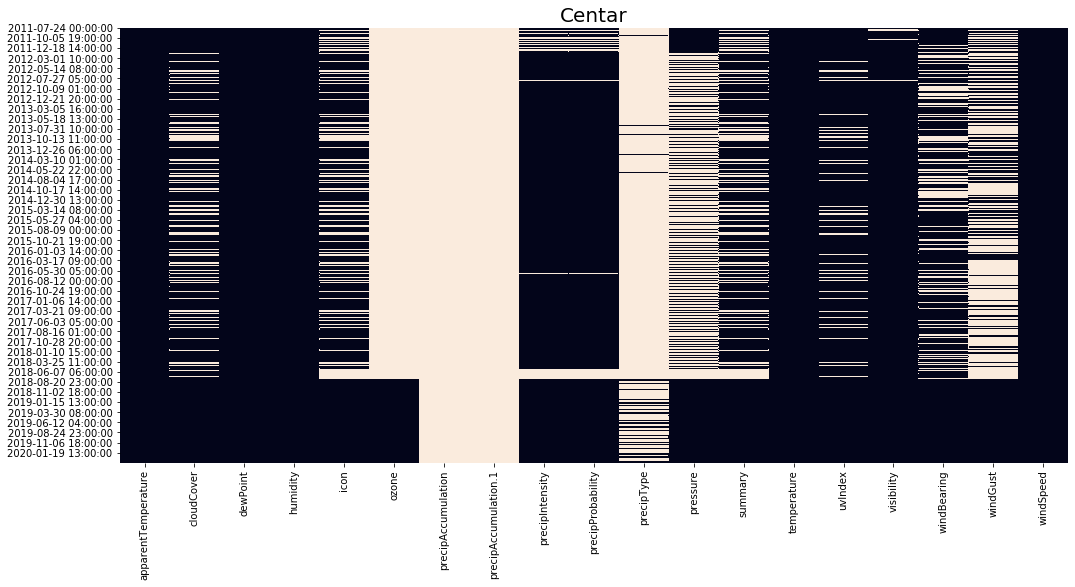 Centar
2011-07-24 00:00:00
2011-10-05 19:00:00
2011-12-18 14:00:00
2012-03-01 10:00:00
2012-05-14 08:00:00
2012-07-27 05:00:00
2012-10-09 01:00:00
2012-12-21 20:00:00
2013-03-05 16:00:00
2013-05-18 13:00:00
2013-07-31 10:00:00
2013-10-13 11:00:00
2013-12-26 06:00:00
2014-03-10 01:00:00
2014-05-22 22:00:00
2014-08-04 17:00:00
2014-10-17 14:00:00
2014-12-30 13:00:00
2015-03-14 08:00:00
2015-05-27 04:00:00
2015-08-09 00:00:00
2015-10-21 19:00:00
2016-01-03 14:00:00
2016-03-17 09:00:00
2016-05-30 05:00:00
2016-08-12 00:00:00
2016-10-24 19:00:00
2017-01-06 14:00:00
2017-03-21 09:00:00
2017-06-03 05:00:00
2017-08-16 01:00:00
2017-10-28 20:00:00
2018-01-10 15:00:00
2018-03-25 11:00:00
2018-06-07 06:00:00
2018-08-20 23:00:00
2018-11-02 18:00:00
2019-01-15 13:00:00
2019-03-30 08:00:00
2019-06-12 04:00:00
2019-08-24 23:00:00
2019-11-06 18:00:00
2020-01-19 13:00:00
apparentTemperature
cloudCover
dewPoint
humidity
icon
ozone
precipAccumulation
precipAccumulation.1
precipIntensity
precipProbability
precipType
pressure
summary
temperature
uvIndex
visibility
windBearing
windGust
windSpeed